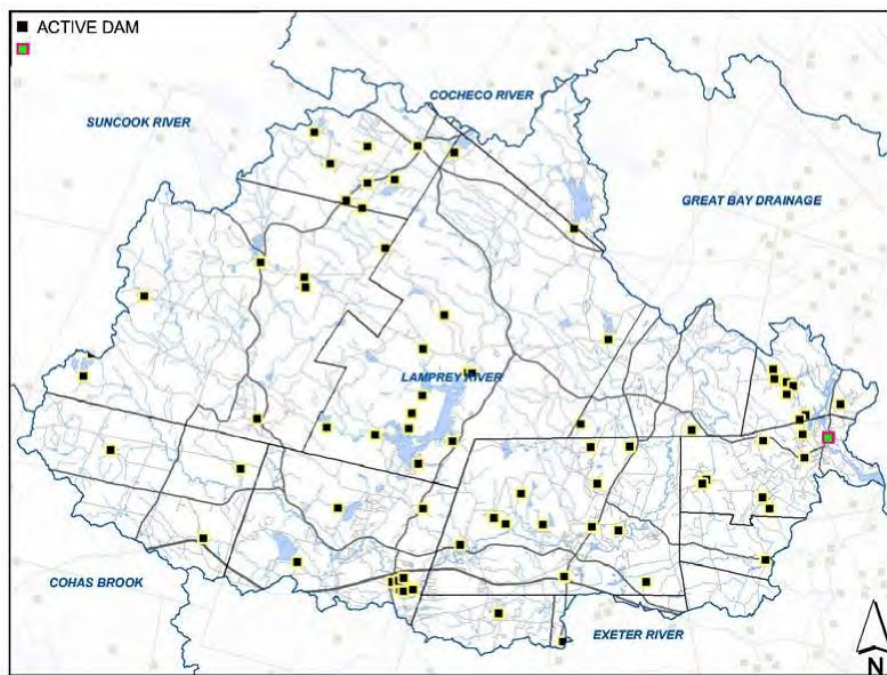 ACTIVE DAM
COCHECO RIVER
SUNCOOK RIVER
GREAT BAY DRAINAGE
LAMPREY RIVER
COHAS BROOK
EXETER RIVER
N